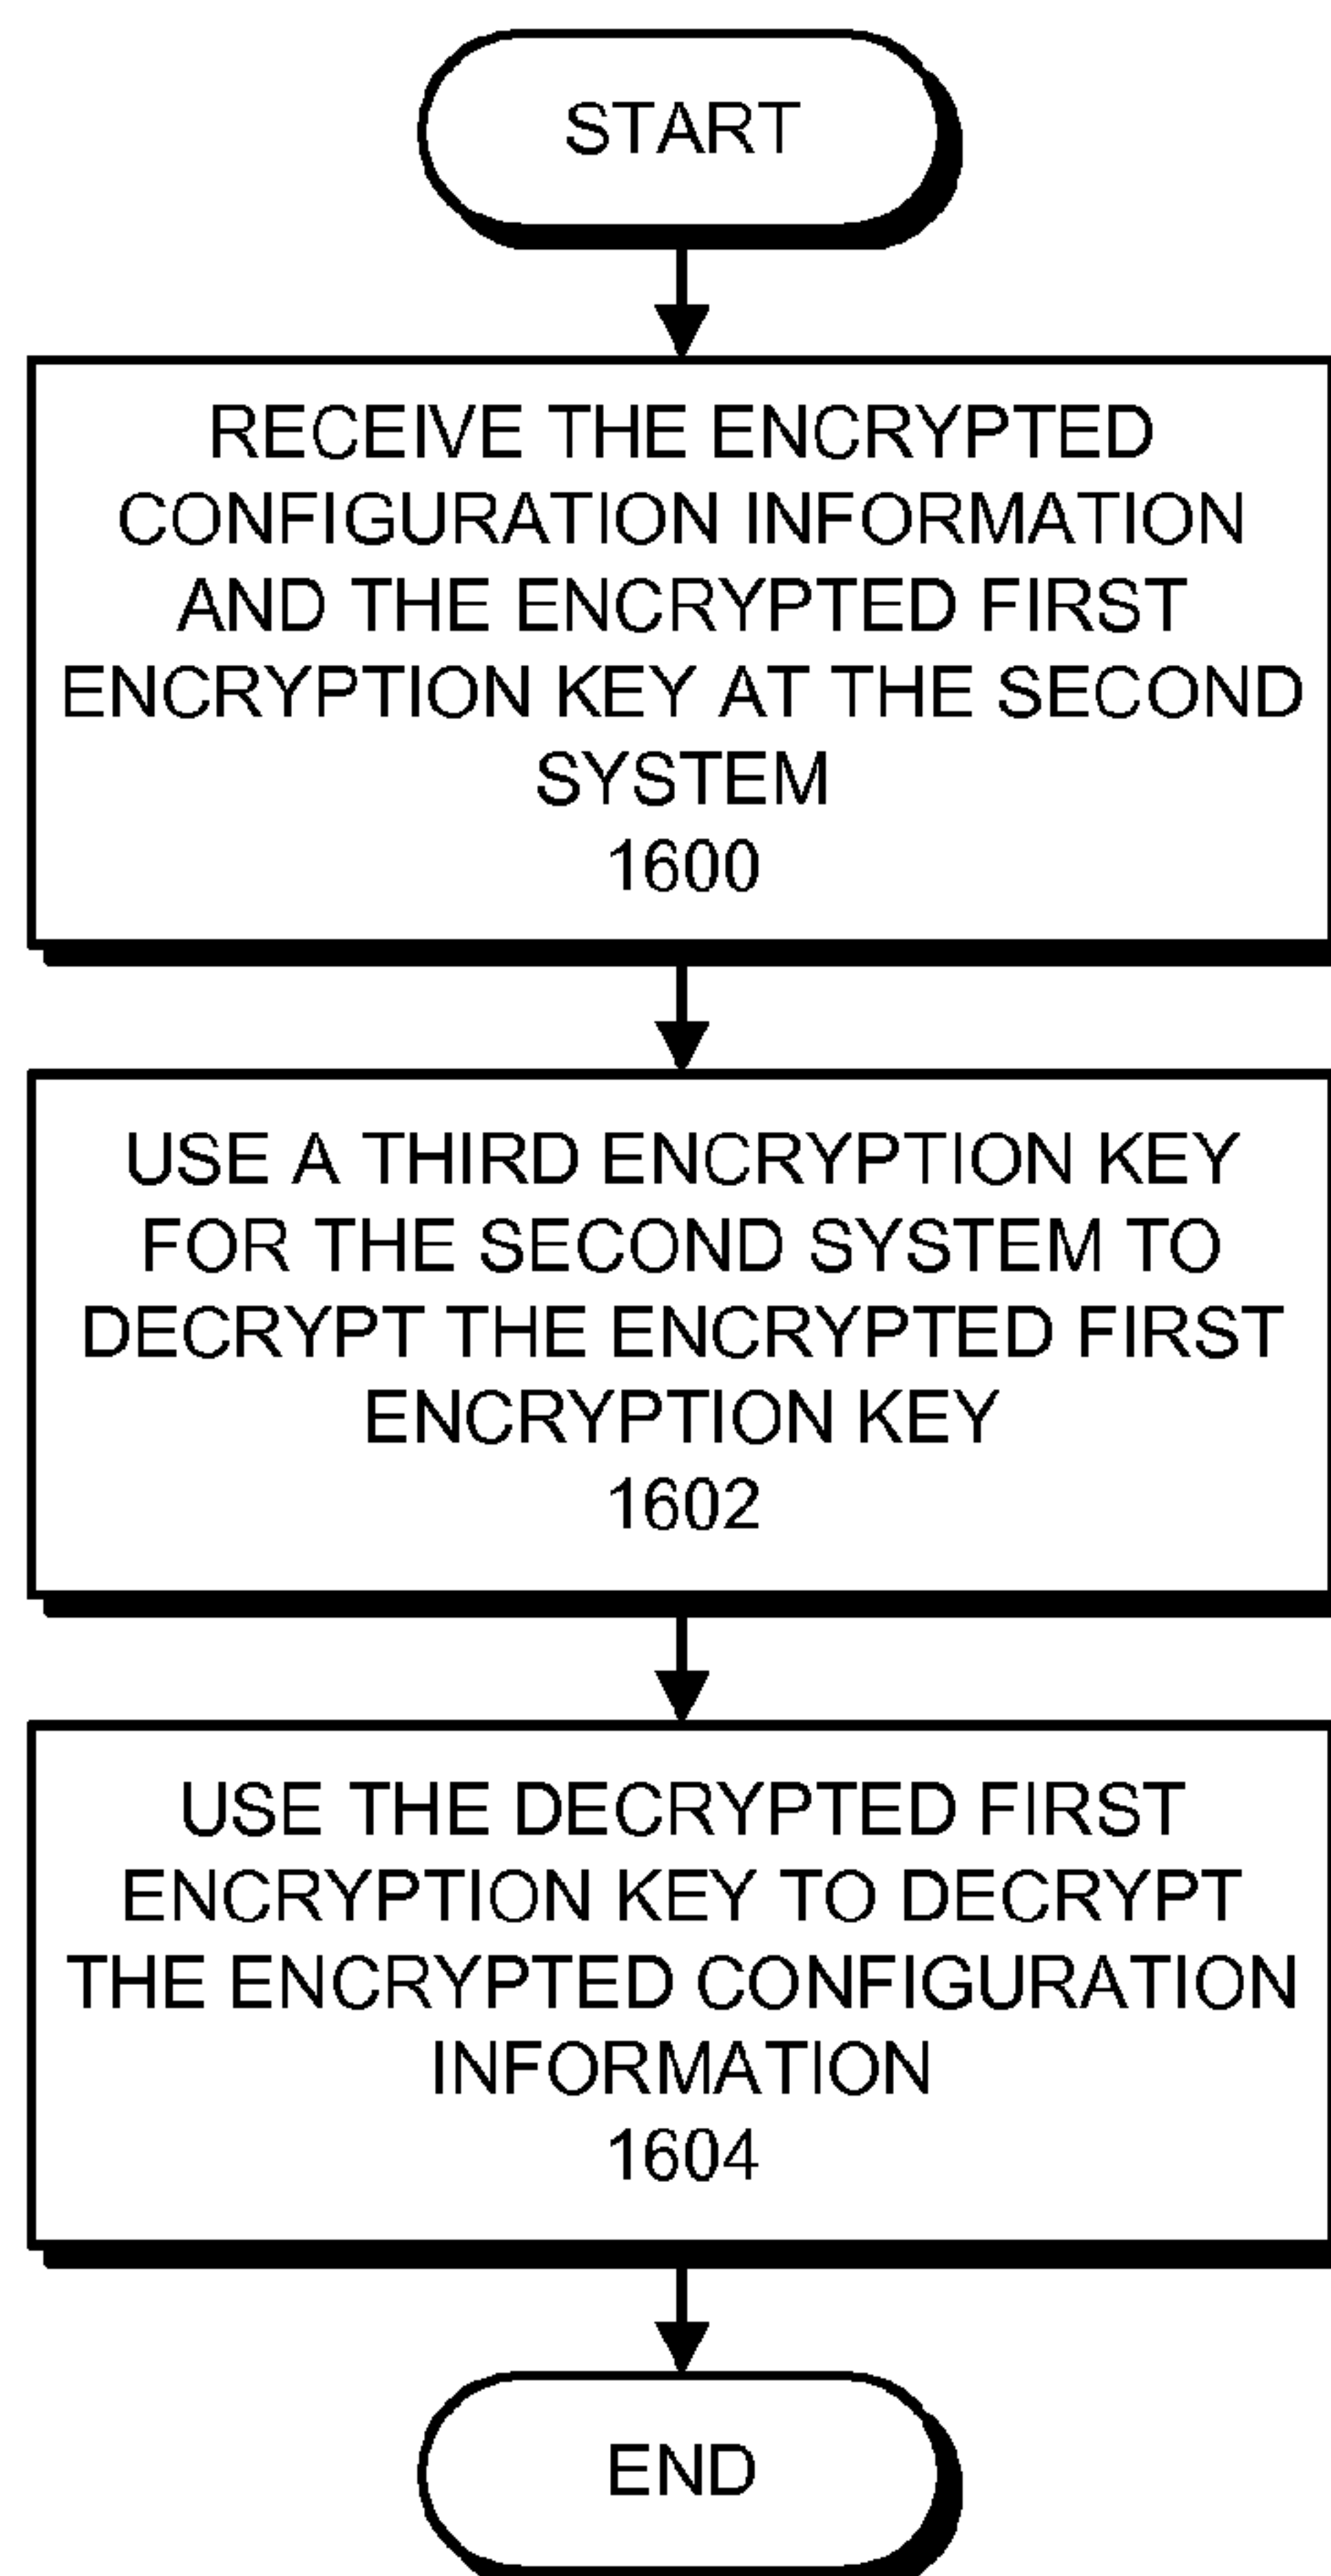 START
RECEIVE THE ENCRYPTED
CONFIGURATION INFORMATION
AND THE ENCRYPTED FIRST
ENCRYPTION KEY AT THE SECOND
SYSTEM
1600
USE A THIRD ENCRYPTION KEY
FOR THE SECOND SYSTEM TO
DECRYPT THE ENCRYPTED FIRST
ENCRYPTION KEY
1602
USE THE DECRYPTED FIRST
ENCRYPTION KEY TO DECRYPT
THE ENCRYPTED CONFIGURATION
INFORMATION
1604
END